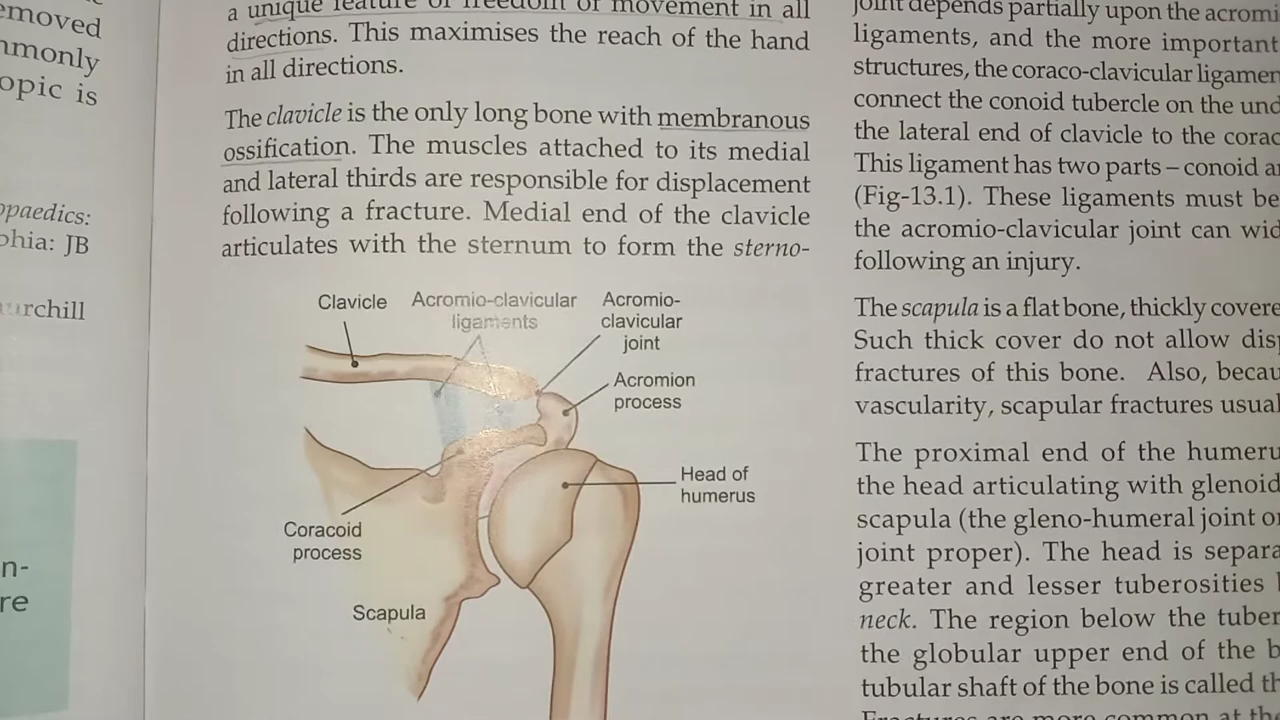 emoved
mmonly
opic is
opaedics:
phia: JB
urchill
n-
re
a unique feature of freedom of movement in all
directions. This maximises the reach of the hand
in all directions.
The clavicle is the only long bone with membranous
ossification. The muscles attached to its medial
and lateral thirds are responsible for displacement
following a fracture. Medial end of the clavicle
articulates with the sternum to form the sterno-
Clavicle
Acromio-clavicular
ligaments
Acromio-
clavicular
joint
Acromion
process
Head of
humerus
Coracoid
process
Scapula
joint depends partially upon the acromi
ligaments, and the more important
structures, the coraco-clavicular ligamen
connect the conoid tubercle on the und
the lateral end of clavicle to the corac
This ligament has two parts – conoid a
(Fig-13.1). These ligaments must be
the acromio-clavicular joint can wid
following an injury.
The scapula is a flat bone, thickly covere
Such thick cover do not allow disp
fractures of this bone. Also, becau
vascularity, scapular fractures usual
The proximal end of the humeru
the head articulating with glenoid
scapula (the gleno-humeral joint o
joint proper). The head is separa
greater and lesser tuberosities
neck. The region below the tuber
the globular upper end of the b
tubular shaft of the bone is called th
Fractures are more common at the